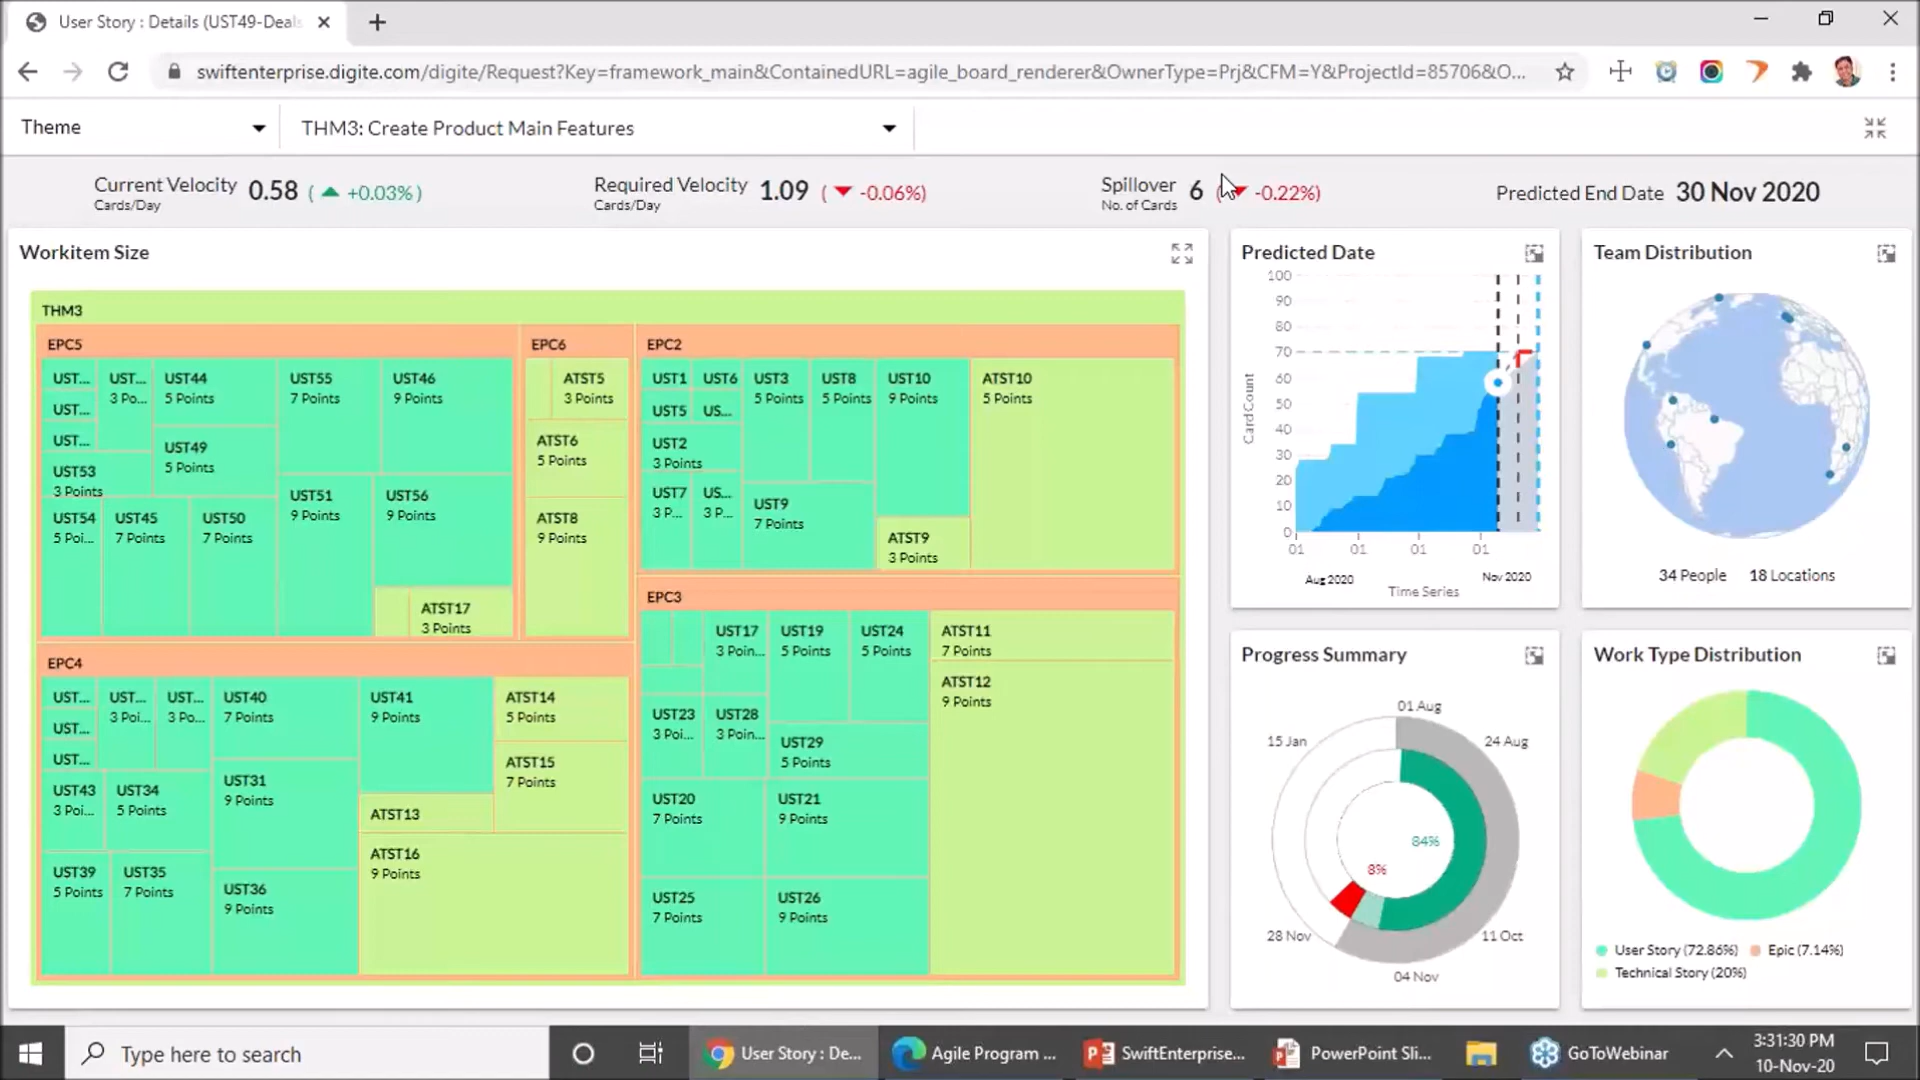 User Story : Details (UST49-Deals
swiftenterprise.digite.com/digite/Request?Key=framework_main&ContainedURL=agile_board_renderer&OwnerType=Prj&CFM=Y&ProjectId=85706&O...
Theme
THM3: Create Product Main Features
Current Velocity 0.58 ( +0.03% )
Cards/Day
Required Velocity 1.09 ( -0.06%)
Cards/Day
Spillover 6 ( -0.22%)
No. of Cards
Predicted End Date 30 Nov 2020
Workitem Size
THM3
EPC5
UST...
UST...
UST...
UST...
3 Po...
UST44
5 Points
UST49
5 Points
UST55
7 Points
UST46
9 Points
UST53
3 Points
UST54
5 Poi...
UST45
7 Points
UST50
7 Points
UST51
9 Points
UST56
9 Points
ATST17
3 Points
EPC6
ATST5
3 Points
ATST6
5 Points
ATST8
9 Points
EPC2
UST1
UST6
UST5
US...
UST2
3 Points
UST7
3 P...
US...
3 P...
UST3
5 Points
UST8
5 Points
UST9
7 Points
UST10
9 Points
ATST9
3 Points
ATST10
5 Points
EPC4
UST...
UST...
UST...
UST...
3 Poi...
UST...
3 Po...
UST43
3 Poi...
UST34
5 Points
UST39
5 Points
UST35
7 Points
UST40
7 Points
UST31
9 Points
UST36
9 Points
UST41
9 Points
ATST13
ATST14
5 Points
ATST15
7 Points
ATST16
9 Points
EPC3
UST17
3 Poin...
UST19
5 Points
UST24
5 Points
UST23
3 Poi...
UST28
3 Poin...
UST29
5 Points
UST20
7 Points
UST21
9 Points
UST25
7 Points
UST26
9 Points
ATST11
7 Points
ATST12
9 Points
Predicted Date
100
90
80
70
60
50
40
30
20
10
0
Card Count
01
01
01
01
Aug 2020
Nov 2020
Time Series
Team Distribution
34 People 18 Locations
Progress Summary
01 Aug
15 Jan
24 Aug
84%
8%
28 Nov
11 Oct
04 Nov
Work Type Distribution
User Story (72.86%)
Epic (7.14%)
Technical Story (20%)
Type here to search
User Story : De...
Agile Program ...
SwiftEnterprise...
PowerPoint Sli...
GoToWebinar
3:31:30 PM
10-Nov-20